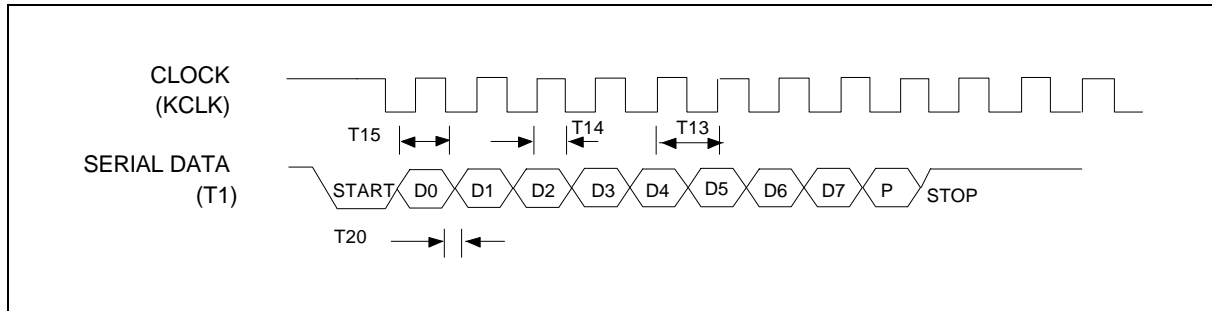 CLOCK
(KCLK)
T15
T14
T13
SERIAL DATA
(T1)
START
D0
D1
D2
D3
D4
D5
D6
D7
P
STOP
T20